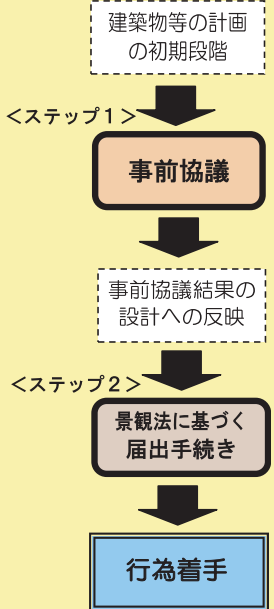 建築物等の計画
の初期段階
＜ステップ１＞
事前協議
事前協議結果の
設計への反映
＜ステップ２＞
景観法に基づく
届出手続き
行為着手